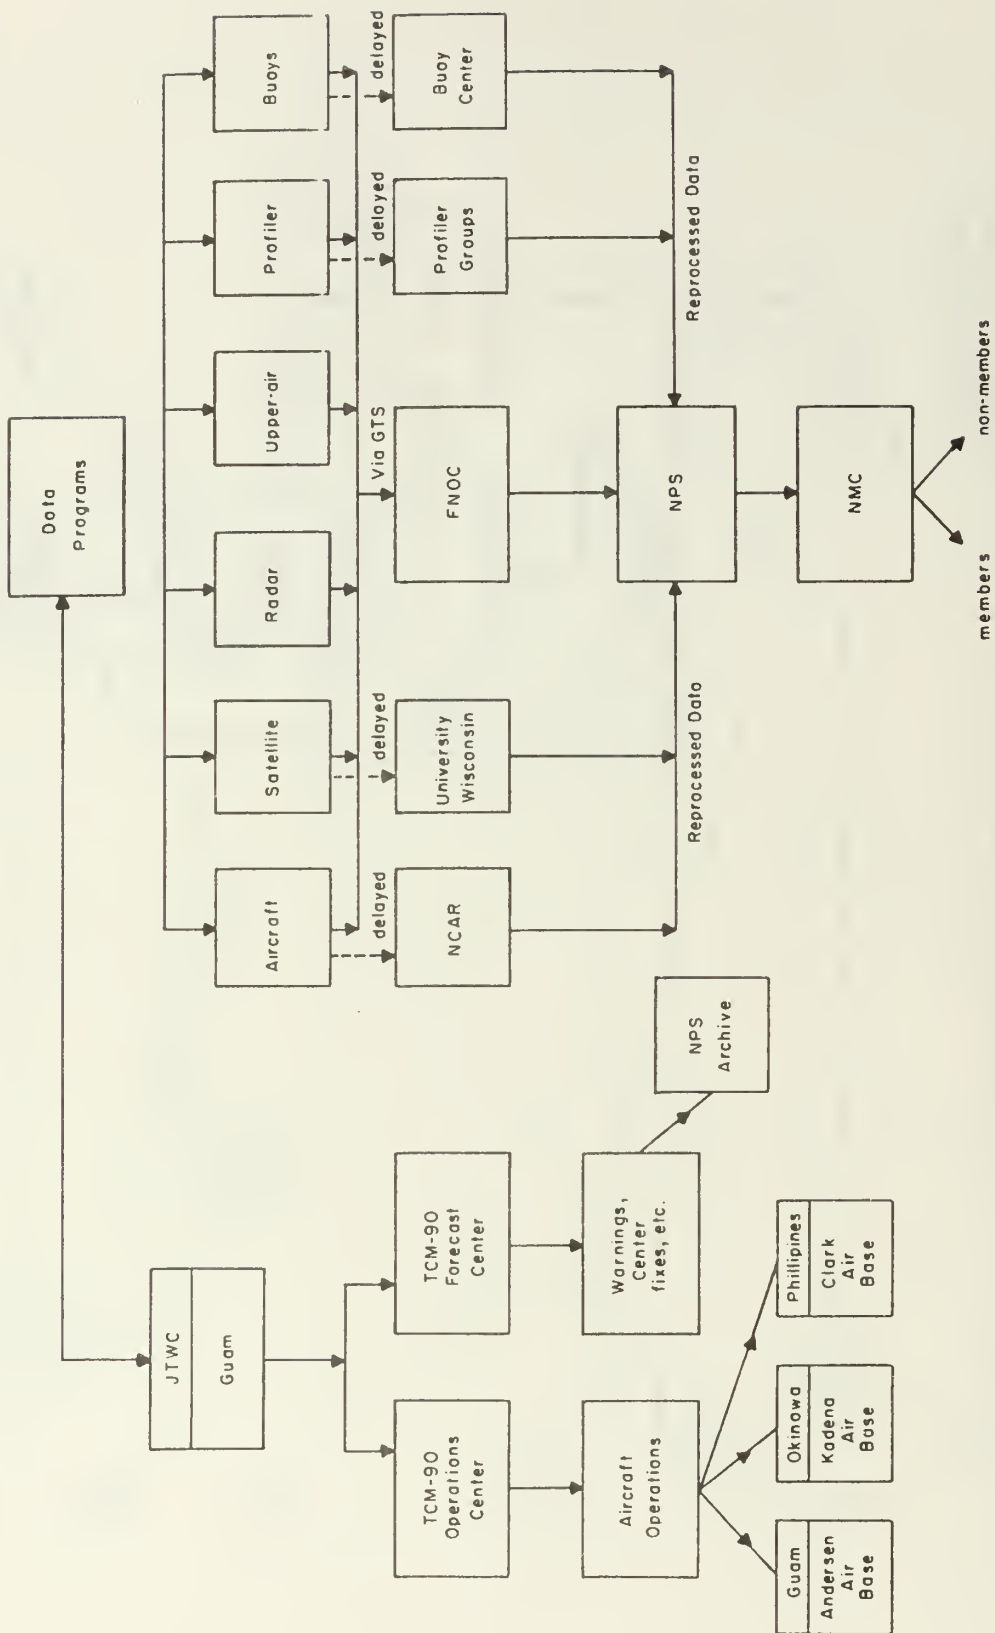 Data
Programs
JTWC
Guam
TCM-90
Operations
Center
TCM-90
Forecast
Center
Aircraft
Operations
Warnings,
Center
fixes, etc.
NPS
Archive
Guam
Andersen
Air
Base
Okinawa
Kadena
Air
Base
Phillipines
Clark
Air
Base
Aircraft
Satellite
Radar
Upper-air
Profiler
Buoys
delayed
delayed
Via GTS
delayed
delayed
NCAR
University
Wisconsin
FNOC
Profiler
Groups
Buoy
Center
Reprocessed Data
Reprocessed Data
NPS
NMC
members
non-members